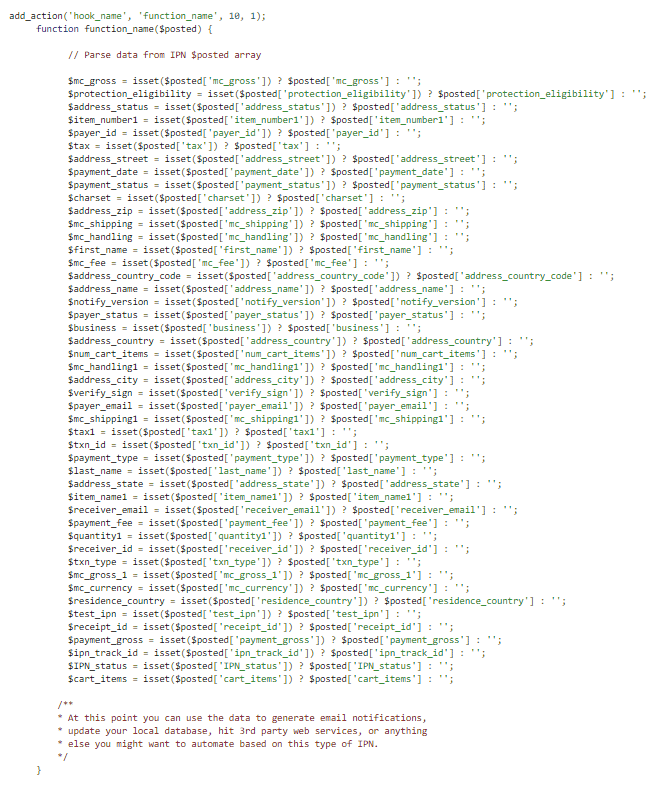 add_action('hook_name', 'function_name', 10, 1);
function function_name($posted) {
// Parse data from IPN $posted array
$mc_gross = isset($posted['mc_gross']) ? $posted['mc_gross'] : '';
$protection_eligibility = isset($posted['protection_eligibility']) ? $posted['protection_eligibility'] : '';
$address_status = isset($posted['address_status']) ? $posted['address_status'] : '';
$item_number1 = isset($posted['item_number1']) ? $posted['item_number1'] : '';
$payer_id = isset($posted['payer_id']) ? $posted['payer_id'] : '';
$tax = isset($posted['tax']) ? $posted['tax'] : '';
$address_street = isset($posted['address_street']) ? $posted['address_street'] : '';
$payment_date = isset($posted['payment_date']) ? $posted['payment_date'] : '';
$payment_status = isset($posted['payment_status']) ? $posted['payment_status'] : '';
$charset = isset($posted['charset']) ? $posted['charset'] : '';
$address_zip = isset($posted['address_zip']) ? $posted['address_zip'] : '';
$mc_shipping = isset($posted['mc_shipping']) ? $posted['mc_shipping'] : '';
$mc_handling = isset($posted['mc_handling']) ? $posted['mc_handling'] : '';
$first_name = isset($posted['first_name']) ? $posted['first_name'] : '';
$mc_fee = isset($posted['mc_fee']) ? $posted['mc_fee'] : '';
$address_country_code = isset($posted['address_country_code']) ? $posted['address_country_code'] : '';
$address_name = isset($posted['address_name']) ? $posted['address_name'] : '';
$notify_version = isset($posted['notify_version']) ? $posted['notify_version'] : '';
$payer_status = isset($posted['payer_status']) ? $posted['payer_status'] : '';
$business = isset($posted['business']) ? $posted['business'] : '';
$address_country = isset($posted['address_country']) ? $posted['address_country'] : '';
$num_cart_items = isset($posted['num_cart_items']) ? $posted['num_cart_items'] : '';
$mc_handling1 = isset($posted['mc_handling1']) ? $posted['mc_handling1'] : '';
$address_city = isset($posted['address_city']) ? $posted['address_city'] : '';
$verify_sign = isset($posted['verify_sign']) ? $posted['verify_sign'] : '';
$payer_email = isset($posted['payer_email']) ? $posted['payer_email'] : '';
$mc_shipping1 = isset($posted['mc_shipping1']) ? $posted['mc_shipping1'] : '';
$tax1 = isset($posted['tax1']) ? $posted['tax1'] : '';
$txn_id = isset($posted['txn_id']) ? $posted['txn_id'] : '';
$payment_type = isset($posted['payment_type']) ? $posted['payment_type'] : '';
$last_name = isset($posted['last_name']) ? $posted['last_name'] : '';
$address_state = isset($posted['address_state']) ? $posted['address_state'] : '';
$item_name1 = isset($posted['item_name1']) ? $posted['item_name1'] : '';
$receiver_email = isset($posted['receiver_email']) ? $posted['receiver_email'] : '';
$payment_fee = isset($posted['payment_fee']) ? $posted['payment_fee'] : '';
$quantity1 = isset($posted['quantity1']) ? $posted['quantity1'] : '';
$receiver_id = isset($posted['receiver_id']) ? $posted['receiver_id'] : '';
$txn_type = isset($posted['txn_type']) ? $posted['txn_type'] : '';
$mc_gross_1 = isset($posted['mc_gross_1']) ? $posted['mc_gross_1'] : '';
$mc_currency = isset($posted['mc_currency']) ? $posted['mc_currency'] : '';
$residence_country = isset($posted['residence_country']) ? $posted['residence_country'] : '';
$test_ipn = isset($posted['test_ipn']) ? $posted['test_ipn'] : '';
$receipt_id = isset($posted['receipt_id']) ? $posted['receipt_id'] : '';
$payment_gross = isset($posted['payment_gross']) ? $posted['payment_gross'] : '';
$ipn_track_id = isset($posted['ipn_track_id']) ? $posted['ipn_track_id'] : '';
$IPN_status = isset($posted['IPN_status']) ? $posted['IPN_status'] : '';
$cart_items = isset($posted['cart_items']) ? $posted['cart_items'] : '';
/**
* At this point you can use the data to generate email notifications,
* update your local database, hit 3rd party web services, or anything
* else you might want to automate based on this type of IPN.
*/
}